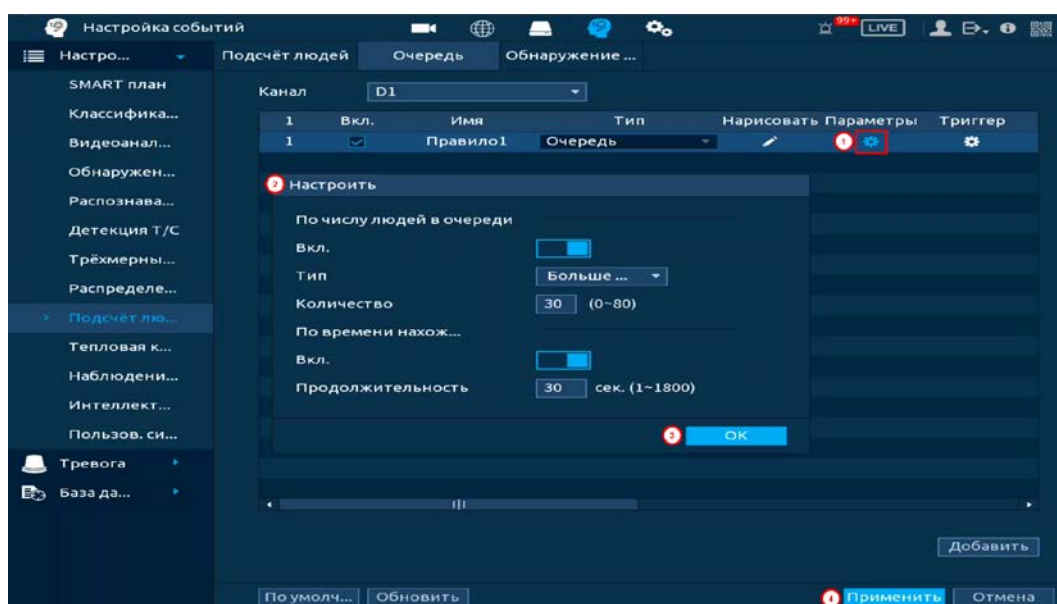 Настройка событий
99+
LIVE
Настро...
Подсчёт людей
Очередь
Обнаружение ...
SMART план
Классифика...
Видеоанал...
Обнаружен...
Распознава...
Детекция Т/С
Трёхмерны...
Распределе...
Подсчёт лю...
Тепловая к...
Наблюдени...
Интеллект...
Пользов. си...
Тревога
База да...
Канал
D1
1
Вкл.
Имя
Тип
Нарисовать
Параметры
Триггер
1
Правило1
Очередь
1
2
Настроить
По числу людей в очереди
Вкл.
Тип
Больше ...
Количество
30
(0~80)
По времени нахож...
Вкл.
Продолжительность
30
сек. (1~1800)
3
OK
Добавить
По умолч...
Обновить
4
Применить
Отмена